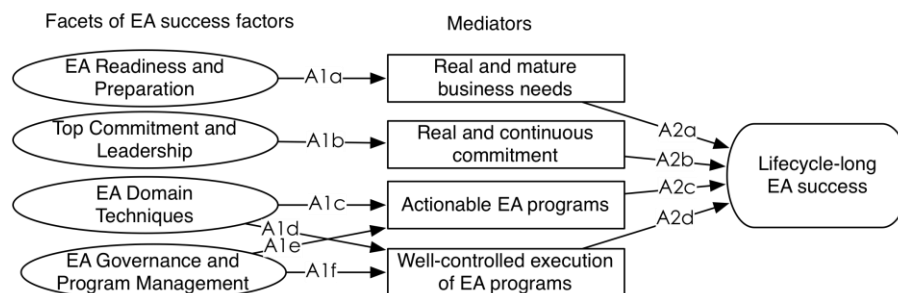 Facets of EA success factors
Mediators
EA Readiness and
Preparation
A1a
Real and mature
business needs
A2a
Top Commitment and
Leadership
A1b
Real and continuous
commitment
A2b
Lifecycle-long
EA success
EA Domain
Techniques
A1c
Actionable EA programs
A2c
A1d
A1e
A2d
EA Governance and
Program Management
A1f
Well-controlled execution
of EA programs